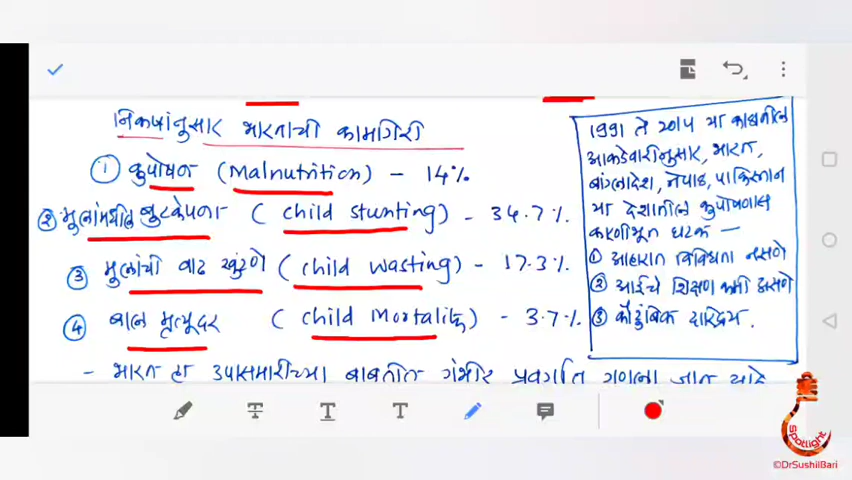 निकषांनुसार भारताची कामगिरी
① कुपोषण (Malnutrition) - 14%
② मुलांमधील बुटकेपणा (child stunting) - 34.7%
③ मुलांची वाढ खुंटणे (child wasting) - 17.3%
④ बाल मृत्यूदर (child Mortality) - 3.7%
- भारत हा उपासमारीच्या बाबतीत गंभीर प्रवर्गात गणला जात आहे
1991 ते 2014 या काळातील
आकडेवारीनुसार, भारत,
बांग्लादेश, नेपाळ, पाकिस्तान
या देशातील कुपोषणास
कारणीभूत घटक —
① आहारात विविधता नसणे
② आईचे शिक्षण कमी असणे
③ कौटुंबिक दारिद्र्य.
Spotlight
©DrSushilBari